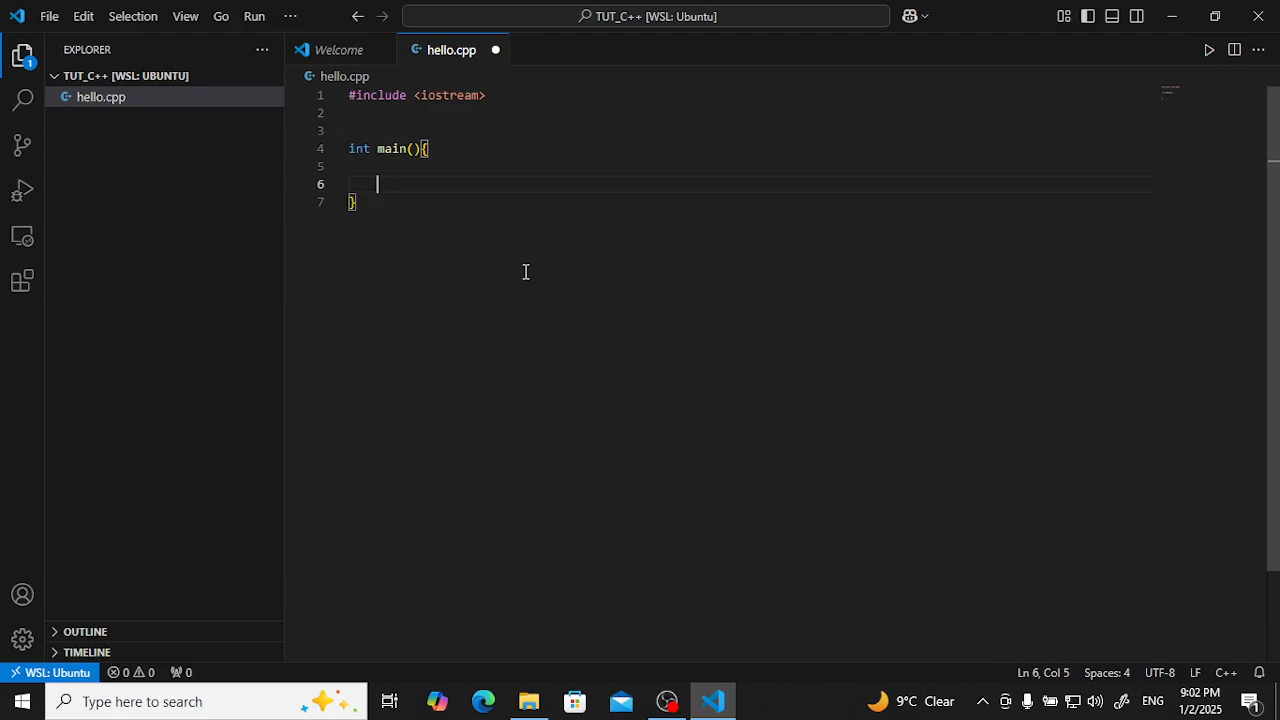 File Edit Selection View Go Run ···
TUT_C++ [WSL: Ubuntu]
EXPLORER ···
Welcome
hello.cpp
1
TUT_C++ [WSL: UBUNTU]
hello.cpp
hello.cpp
1 #include <iostream>
2
3
4 int main(){
5
6
7 }
OUTLINE
TIMELINE
WSL: Ubuntu
0 0
0
Ln 6, Col 5
Spaces: 4
UTF-8
LF
C++
Type here to search
9°C Clear
ENG
3:02 PM
1/2/2025
1